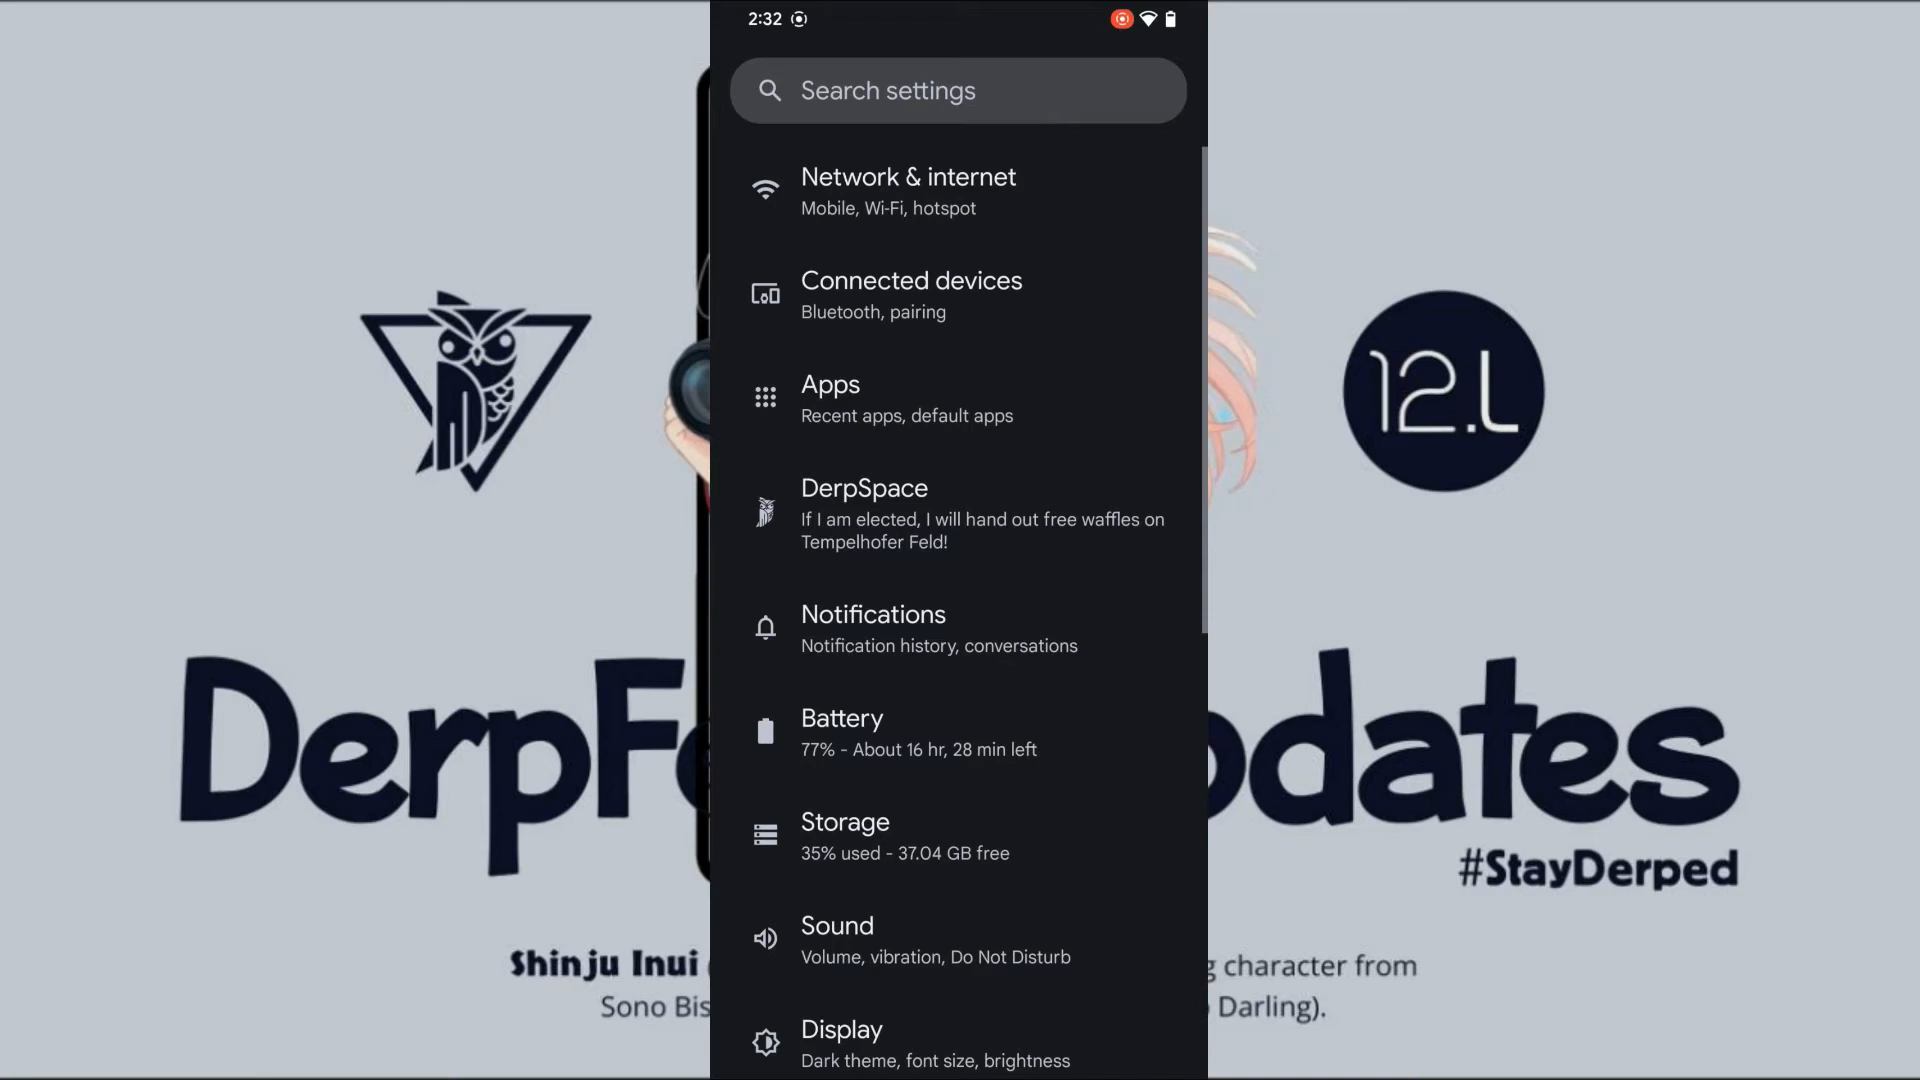 2:32
Search settings
Network & internet
Mobile, Wi-Fi, hotspot
Connected devices
Bluetooth, pairing
Apps
Recent apps, default apps
DerpSpace
If I am elected, I will hand out free waffles on
Tempelhofer Feld!
Notifications
Notification history, conversations
Battery
77% - About 16 hr, 28 min left
Storage
35% used - 37.04 GB free
Sound
Volume, vibration, Do Not Disturb
Display
Dark theme, font size, brightness
12.L
DerpF
dates
#StayDerped
Shinju Inui
character from
Sono Bis
Darling).